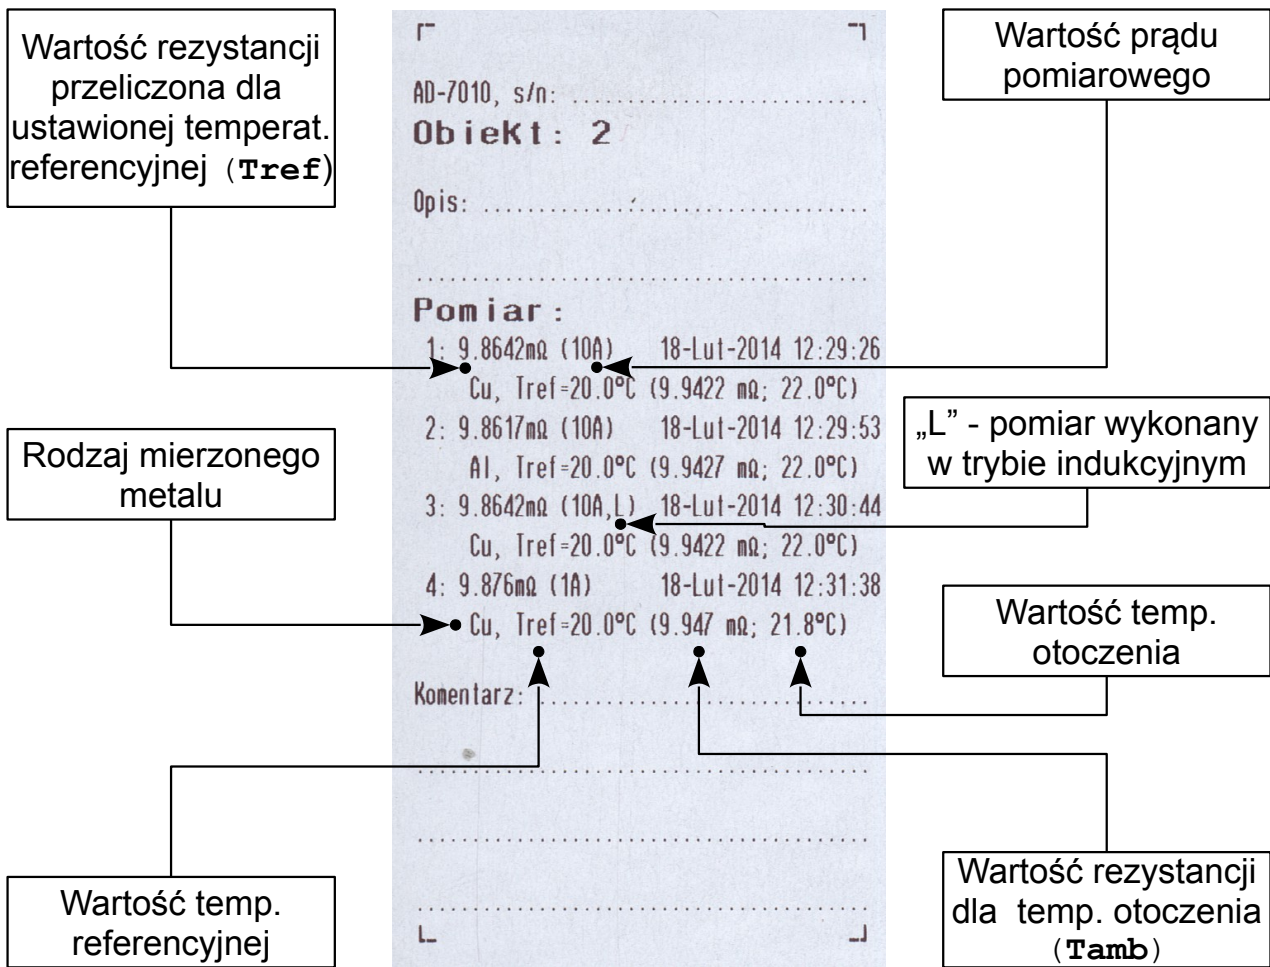 Wartość rezystancji
przeliczona dla
ustawionej temperat.
referencyjnej (Tref)
Rodzaj mierzonego
metalu
Wartość temp.
referencyjnej
AD-7010, s/n: ..............................
Obiekt: 2
Opis: .......................................
..............................................
Pomiar:
1: 9.8642mΩ (10A) 18-Lut-2014 12:29:26
Cu, Tref=20.0°C (9.9422 mΩ; 22.0°C)
2: 9.8617mΩ (10A) 18-Lut-2014 12:29:53
Al, Tref=20.0°C (9.9427 mΩ; 22.0°C)
3: 9.8642mΩ (10A,L) 18-Lut-2014 12:30:44
Cu, Tref=20.0°C (9.9422 mΩ; 22.0°C)
4: 9.876mΩ (1A) 18-Lut-2014 12:31:38
Cu, Tref=20.0°C (9.947 mΩ; 21.8°C)
Komentarz: ..................................
..............................................
..............................................
..............................................
Wartość prądu
pomiarowego
„L” - pomiar wykonany
w trybie indukcyjnym
Wartość temp.
otoczenia
Wartość rezystancji
dla temp. otoczenia
(Tamb)